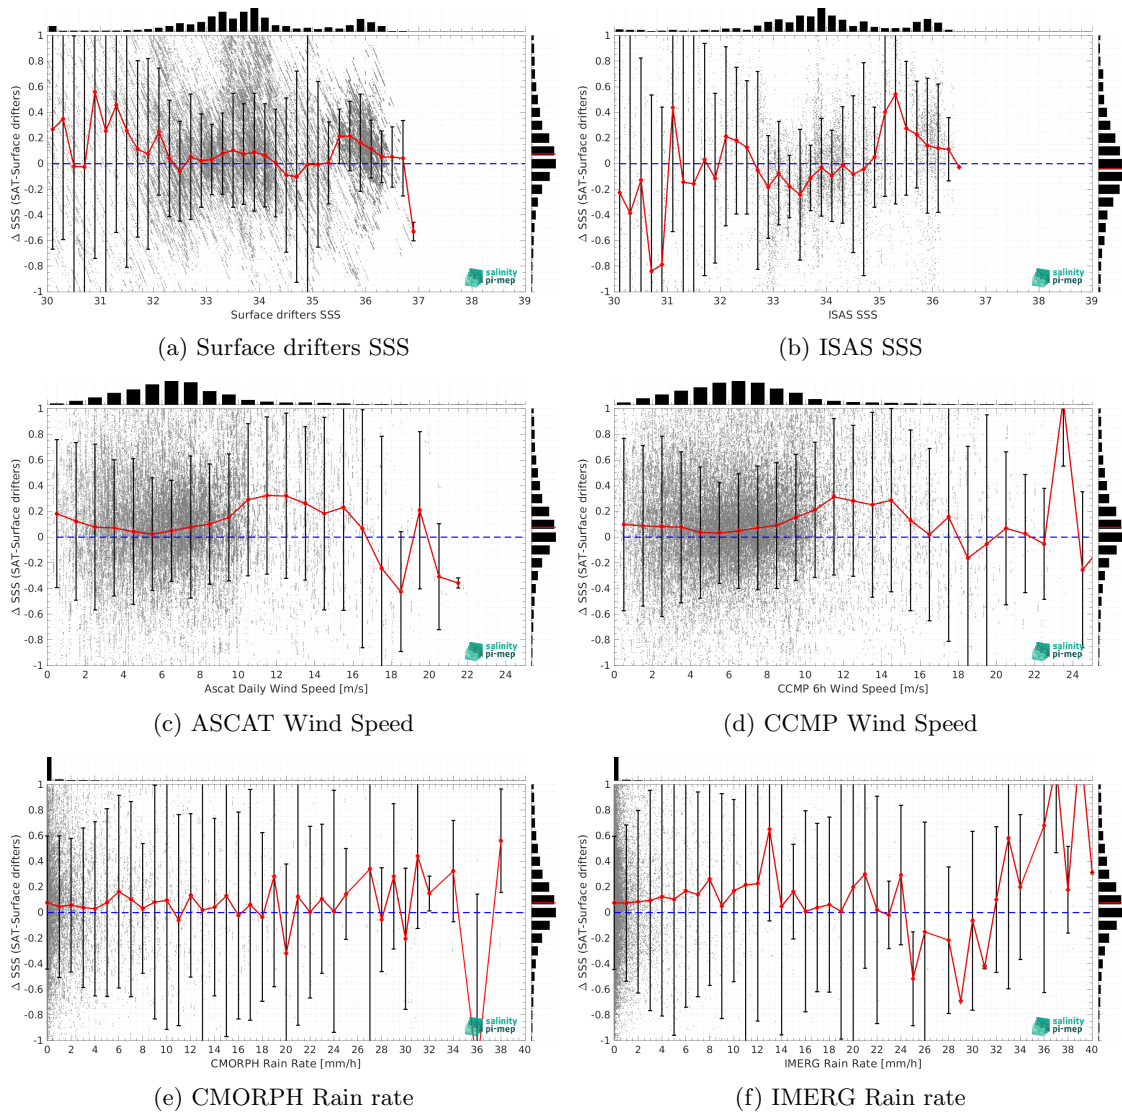 1
0.8
0.6
0.4
0.2
0
-0.2
-0.4
-0.6
-0.8
-1
Δ SSS (SAT-Surface drifters)
30 31 32 33 34 35 36 37 38 39
Surface drifters SSS
salinity
pi-mep
(a) Surface drifters SSS
1
0.8
0.6
0.4
0.2
0
-0.2
-0.4
-0.6
-0.8
-1
Δ SSS (SAT-Surface drifters)
30 31 32 33 34 35 36 37 38 39
ISAS SSS
salinity
pi-mep
(b) ISAS SSS
1
0.8
0.6
0.4
0.2
0
-0.2
-0.4
-0.6
-0.8
-1
Δ SSS (SAT-Surface drifters)
0 2 4 6 8 10 12 14 16 18 20 22 24
Ascat Daily Wind Speed [m/s]
salinity
pi-mep
(c) ASCAT Wind Speed
1
0.8
0.6
0.4
0.2
0
-0.2
-0.4
-0.6
-0.8
-1
Δ SSS (SAT-Surface drifters)
0 2 4 6 8 10 12 14 16 18 20 22 24
CCMP 6h Wind Speed [m/s]
salinity
pi-mep
(d) CCMP Wind Speed
1
0.8
0.6
0.4
0.2
0
-0.2
-0.4
-0.6
-0.8
-1
Δ SSS (SAT-Surface drifters)
0 2 4 6 8 10 12 14 16 18 20 22 24 26 28 30 32 34 36 38 40
CMORPH Rain Rate [mm/h]
salinity
pi-mep
(e) CMORPH Rain rate
1
0.8
0.6
0.4
0.2
0
-0.2
-0.4
-0.6
-0.8
-1
Δ SSS (SAT-Surface drifters)
0 2 4 6 8 10 12 14 16 18 20 22 24 26 28 30 32 34 36 38 40
IMERG Rain Rate [mm/h]
salinity
pi-mep
(f) IMERG Rain rate